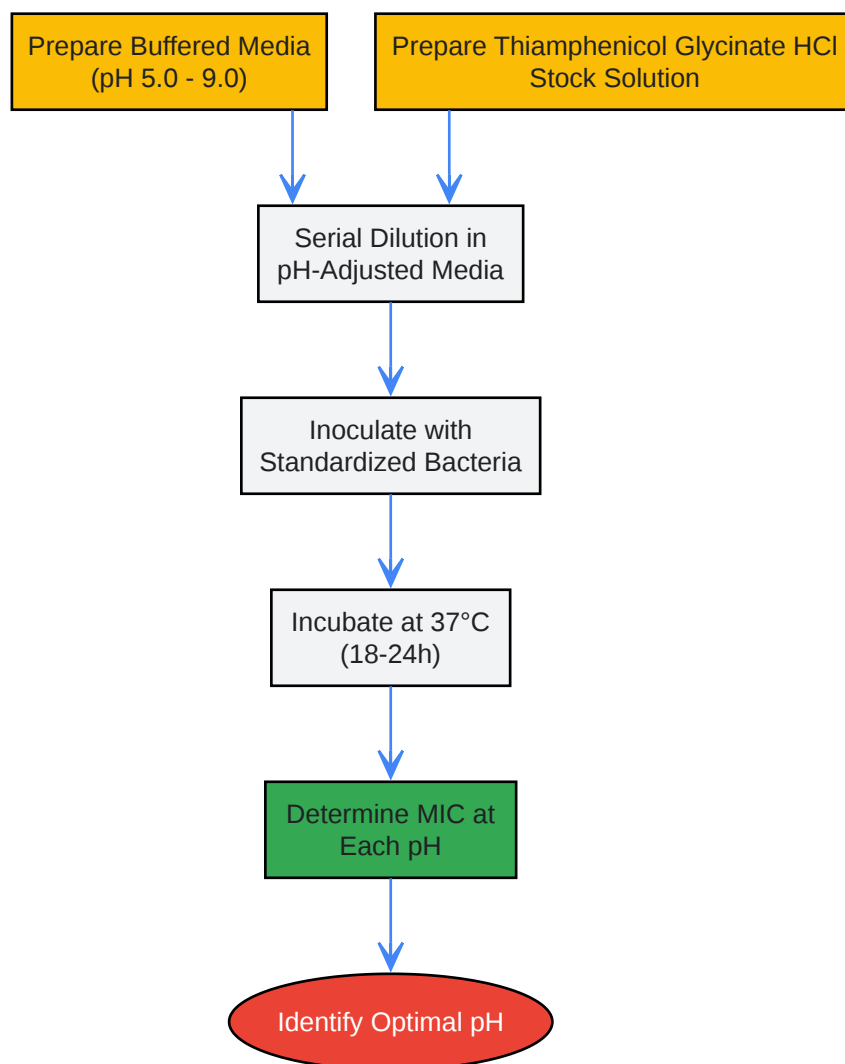 Prepare Buffered Media
(pH 5.0 - 9.0)
Prepare Thiamphenicol Glycinate HCl
Stock Solution
Serial Dilution in
pH-Adjusted Media
Inoculate with
Standardized Bacteria
Incubate at 37°C
(18-24h)
Determine MIC at
Each pH
Identify Optimal pH